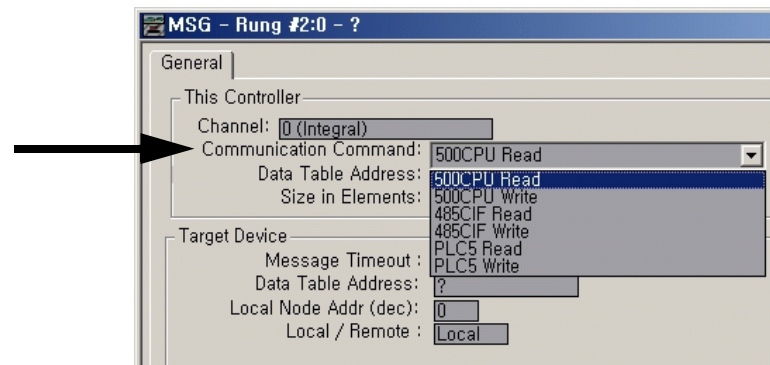 MSG - Rung #2:0 - ?
General
This Controller
Channel: 0 (Integral)
Communication Command: 500CPU Read
Data Table Address: 500CPU Read
Size in Elements: 500CPU Write
485CIF Read
485CIF Write
PLC5 Read
PLC5 Write
Target Device
Message Timeout :
Data Table Address: ?
Local Node Addr (dec): 0
Local / Remote : Local